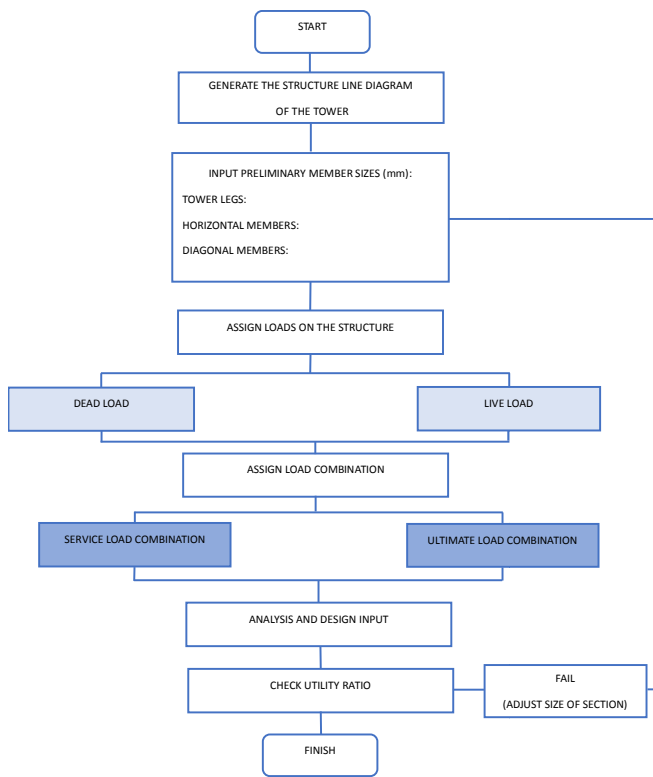 START
GENERATE THE STRUCTURE LINE DIAGRAM
OF THE TOWER
INPUT PRELIMINARY MEMBER SIZES (mm):
TOWER LEGS:
HORIZONTAL MEMBERS:
DIAGONAL MEMBERS:
ASSIGN LOADS ON THE STRUCTURE
DEAD LOAD
LIVE LOAD
ASSIGN LOAD COMBINATION
SERVICE LOAD COMBINATION
ULTIMATE LOAD COMBINATION
ANALYSIS AND DESIGN INPUT
CHECK UTILITY RATIO
FAIL
(ADJUST SIZE OF SECTION)
FINISH